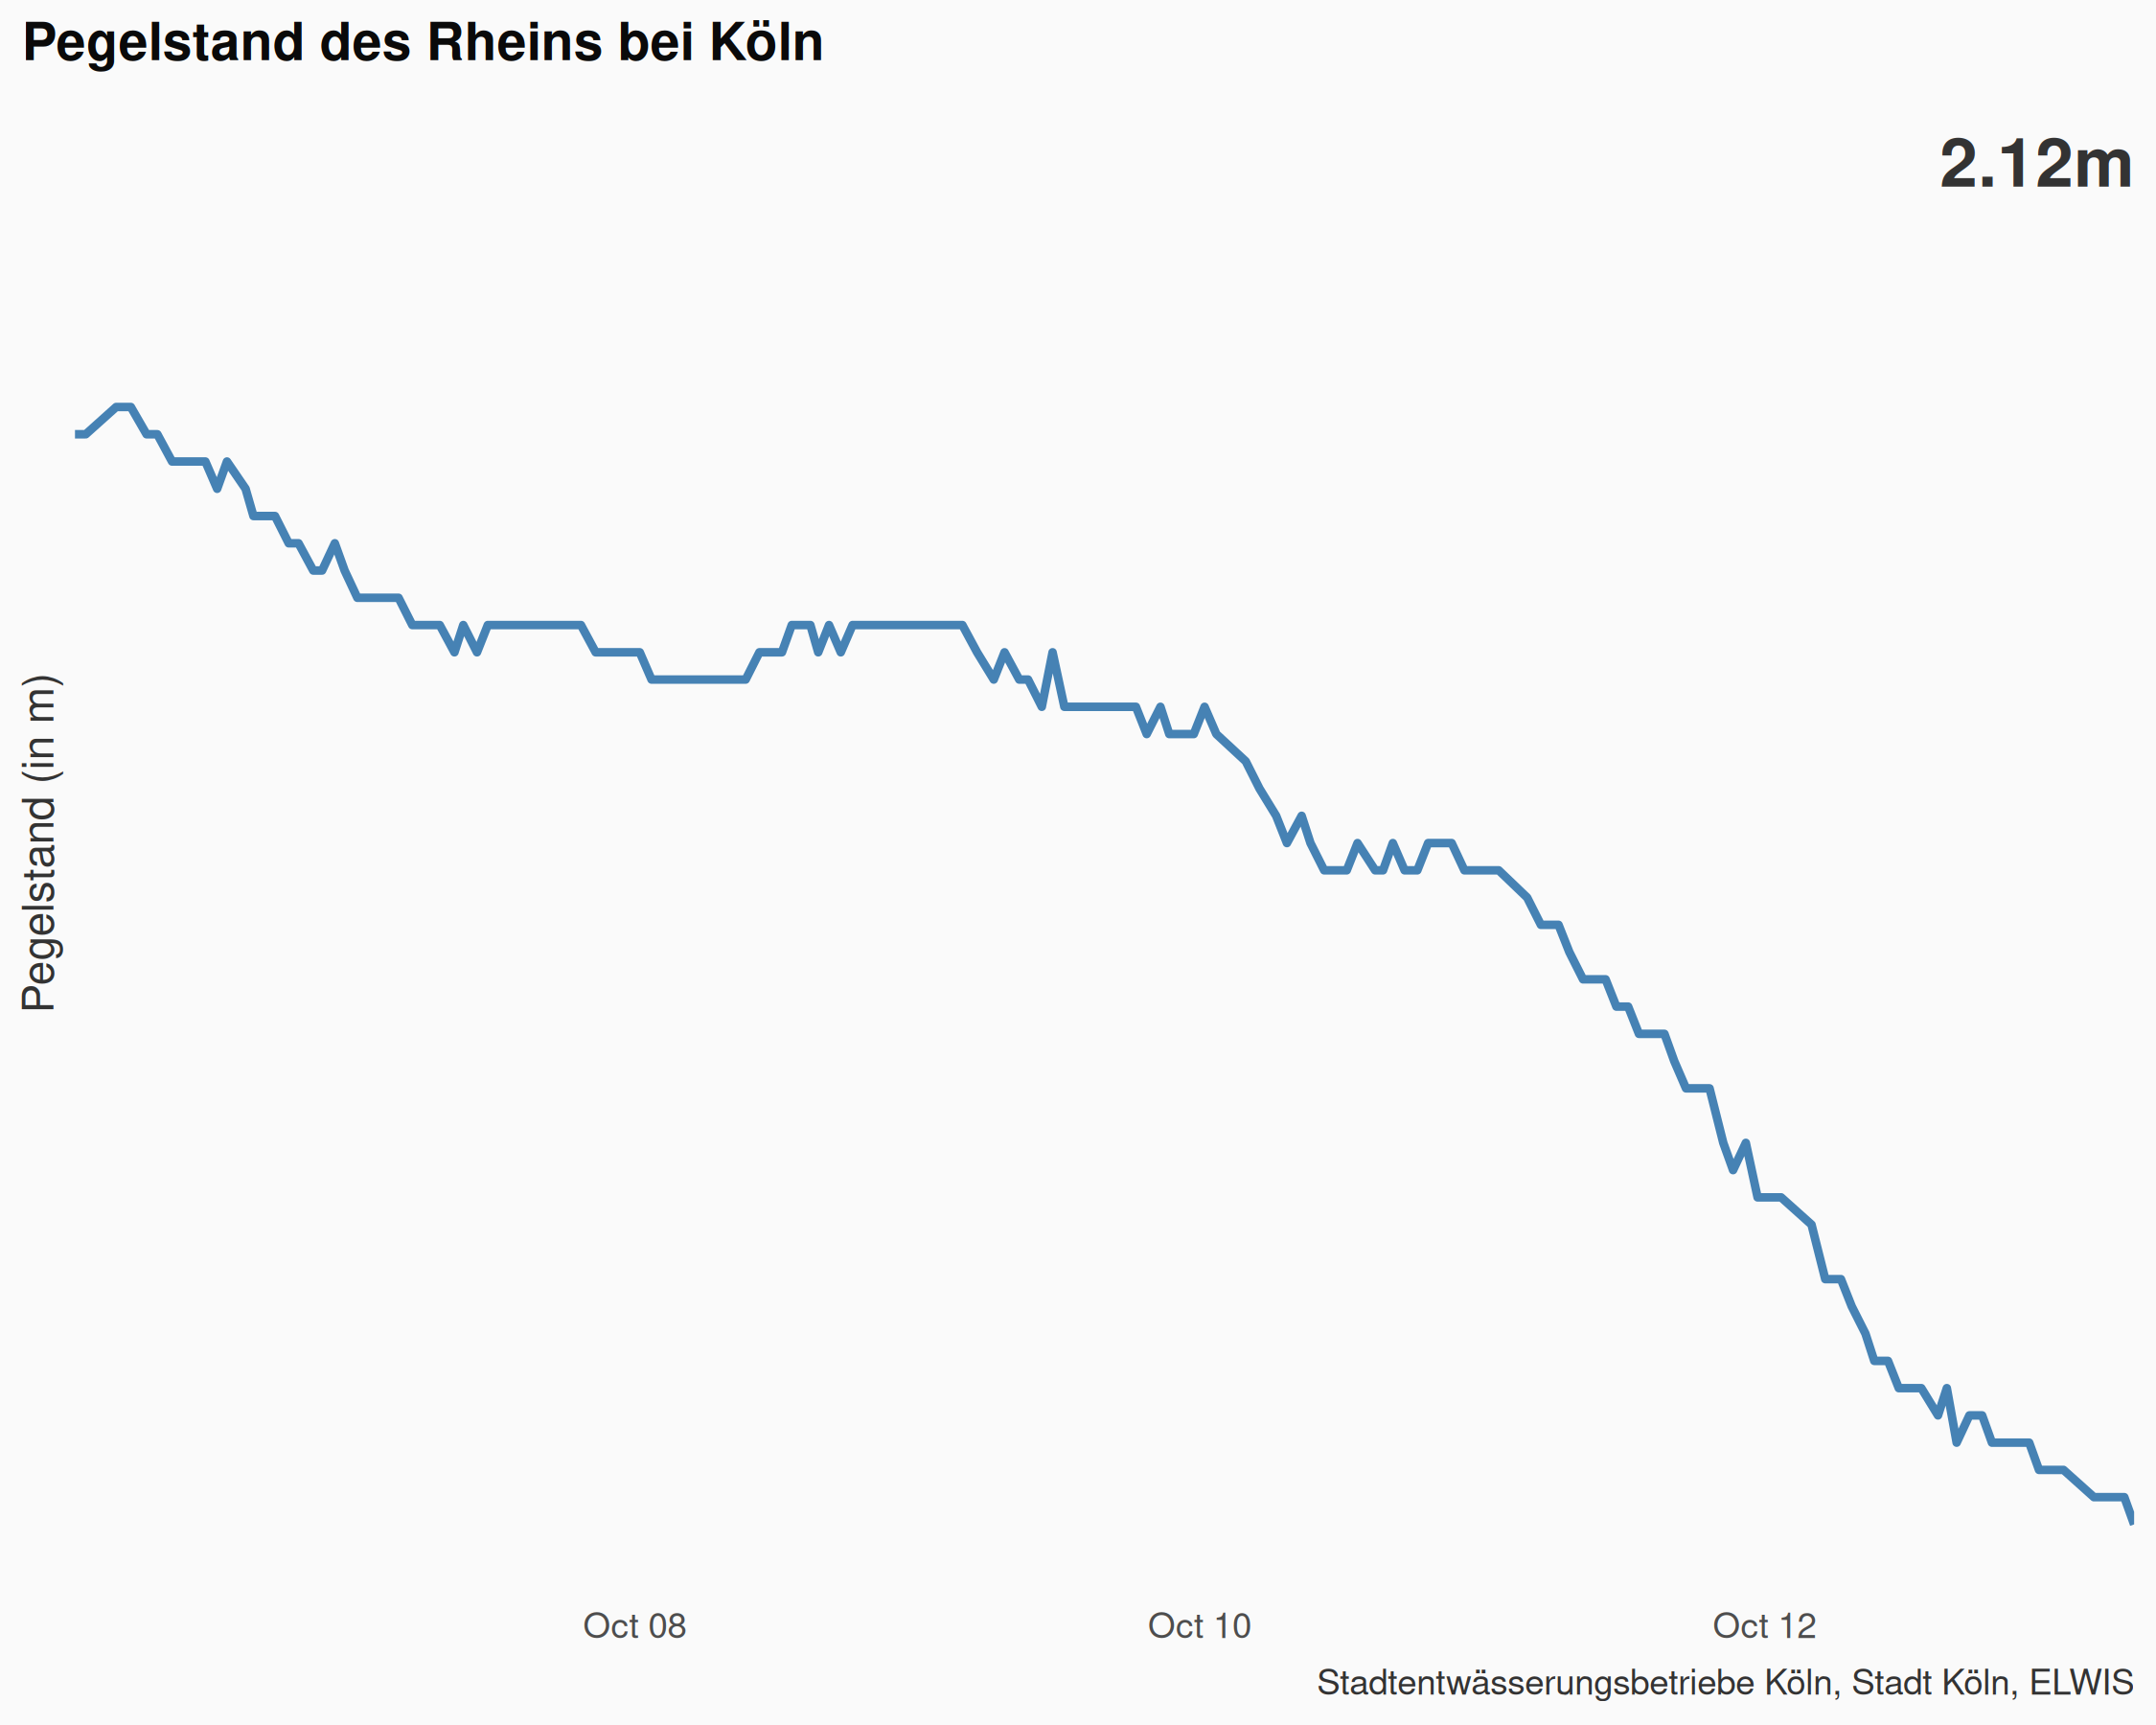 Pegelstand des Rheins bei Köln
2.12m
Pegelstand (in m)
Oct 08
Oct 10
Oct 12
Stadtentwässerungsbetriebe Köln, Stadt Köln, ELWIS